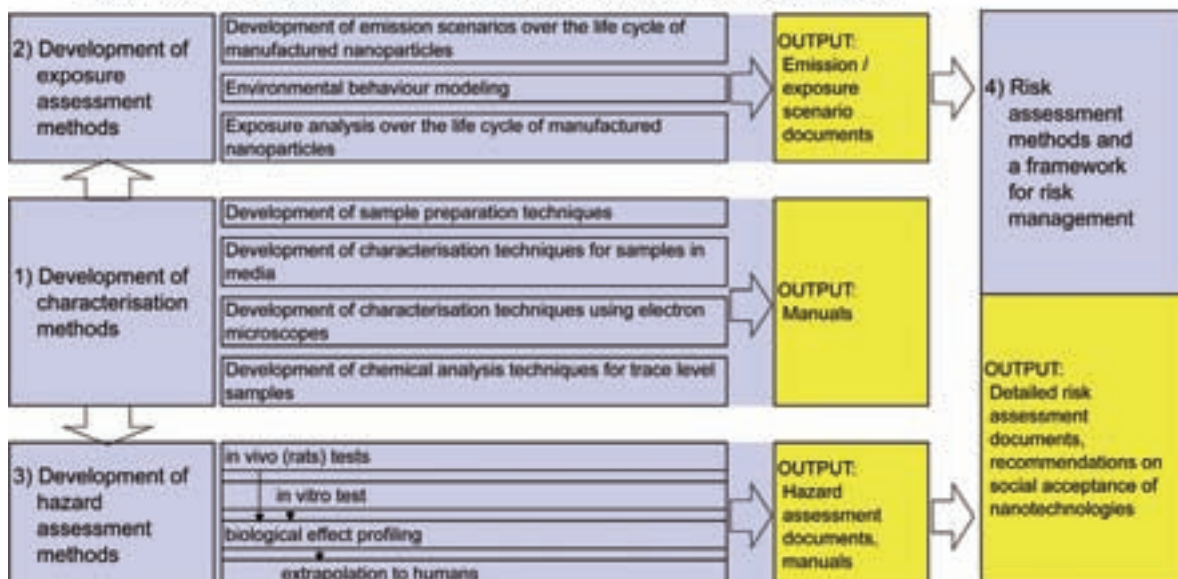 2) Development of
exposure
assessment
methods
Development of emission scenarios over the life cycle of
manufactured nanoparticles
Environmental behaviour modeling
Exposure analysis over the life cycle of manufactured
nanoparticles
OUTPUT:
Emission /
exposure
scenario
documents
4) Risk
assessment
methods and
a framework
for risk
management
1) Development of
characterisation
methods
Development of sample preparation techniques
Development of characterisation techniques for samples in
media
Development of characterisation techniques using electron
microscopes
Development of chemical analysis techniques for trace level
samples
OUTPUT:
Manuals
OUTPUT:
Detailed risk
assessment
documents,
recommendations on
social acceptance of
nanotechnologies
3) Development of
hazard
assessment
methods
in vivo (rats) tests
in vitro test
biological effect profiling
extrapolation to humans
OUTPUT:
Hazard
assessment
documents,
manuals